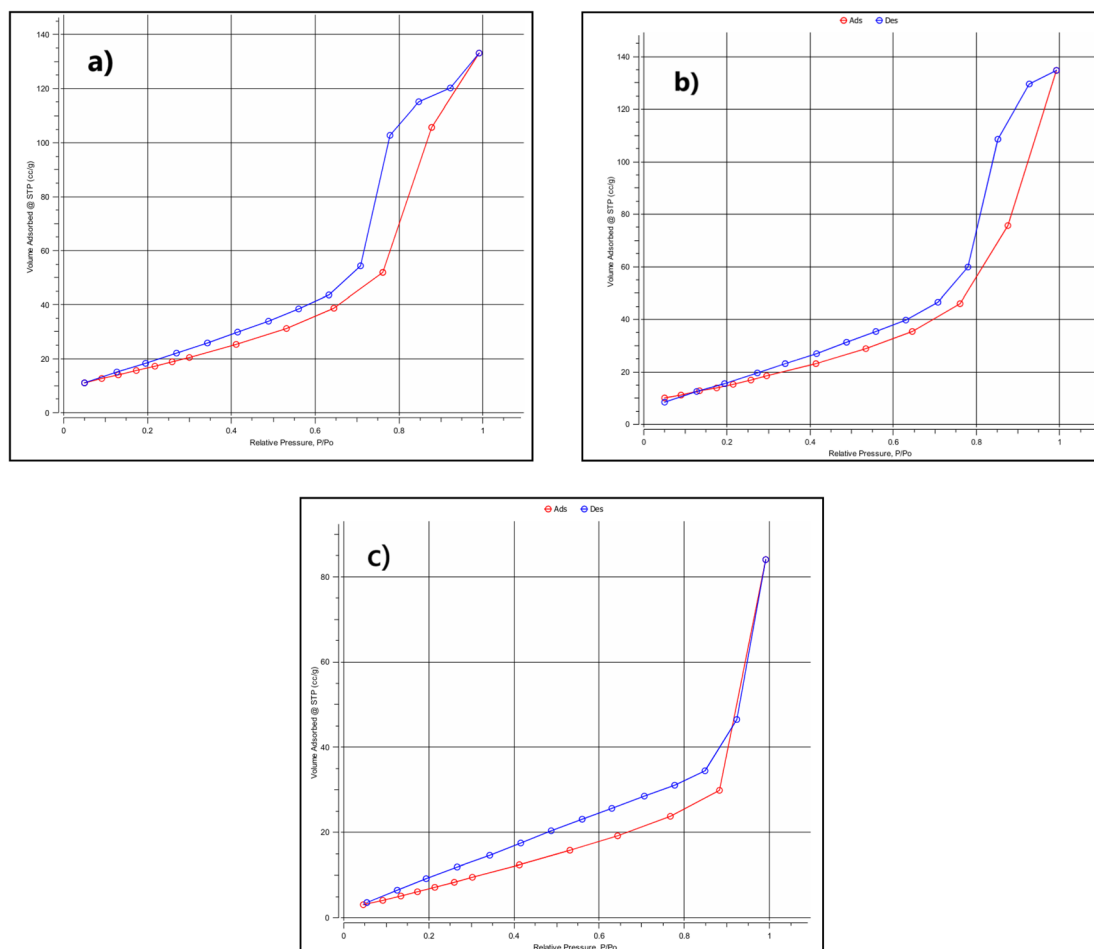 a)
140
120
100
80
60
40
20
0
Volume Adsorbed @ STP (cc/g)
0 0.2 0.4 0.6 0.8 1
Relative Pressure, P/Po
Ads Des
b)
140
120
100
80
60
40
20
0
Volume Adsorbed @ STP (cc/g)
0 0.2 0.4 0.6 0.8 1
Relative Pressure, P/Po
Ads Des
c)
80
60
40
20
0
Volume Adsorbed @ STP (cc/g)
0 0.2 0.4 0.6 0.8 1
Relative Pressure, P/Po